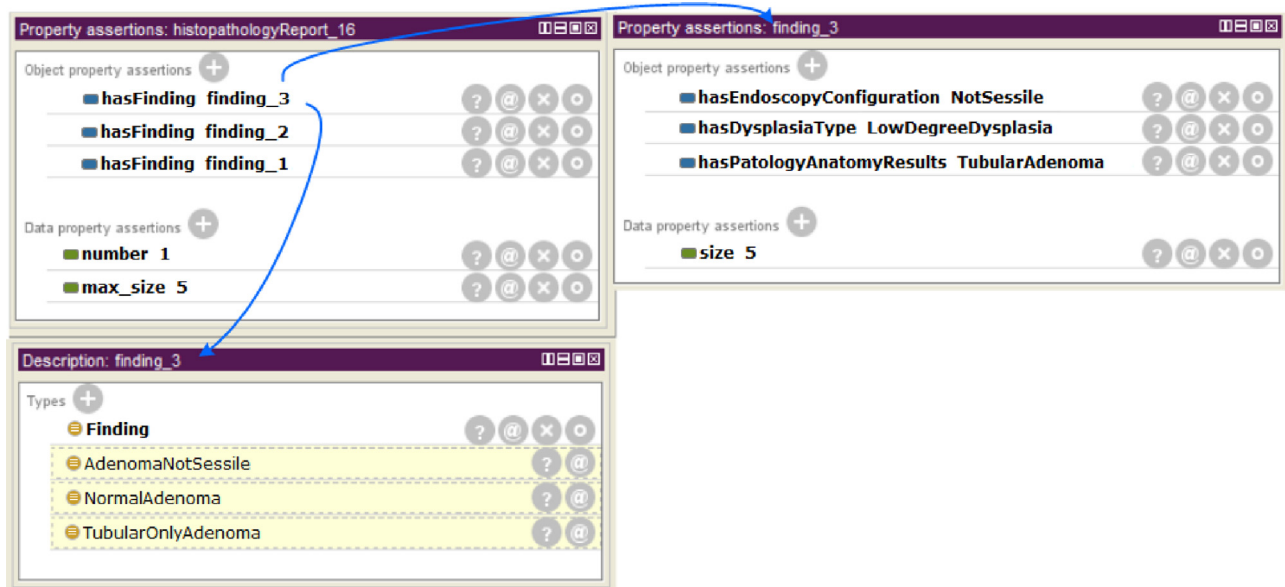 Property assertions: histopathologyReport_16
Object property assertions
hasFinding finding_3
hasFinding finding_2
hasFinding finding_1
Data property assertions
number 1
max_size 5
Property assertions: finding_3
Object property assertions
hasEndoscopyConfiguration NotSessile
hasDysplasiaType LowDegreeDysplasia
hasPatologyAnatomyResults TubularAdenoma
Data property assertions
size 5
Description: finding_3
Types
Finding
AdenomaNotSessile
NormalAdenoma
TubularOnlyAdenoma